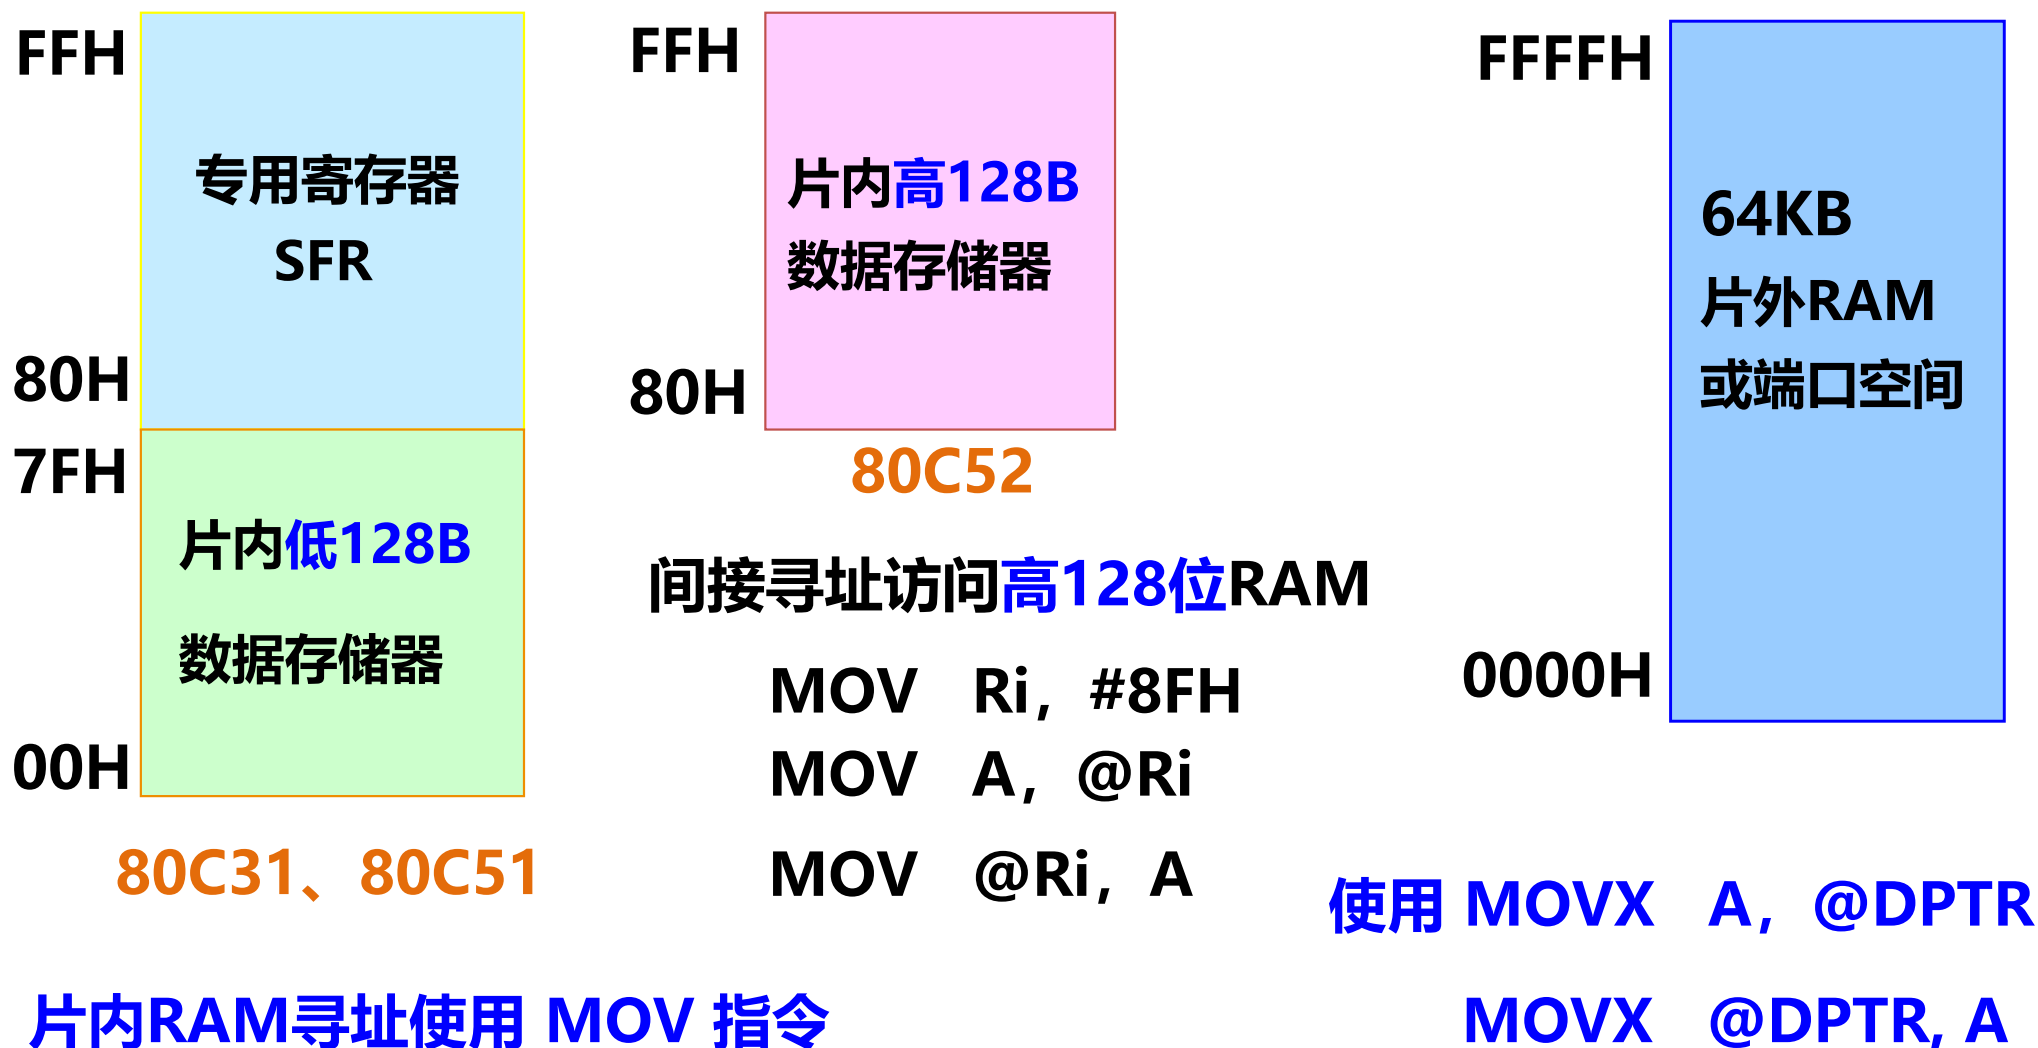 FFH
专用寄存器
SFR
80H
7FH
片内低128B
数据存储器
00H
80C31、80C51
片内RAM寻址使用 MOV 指令
FFH
片内高128B
数据存储器
80H
80C52
间接寻址访问高128位RAM
MOV Ri，#8FH
MOV A，@Ri
MOV @Ri，A
FFFFH
64KB
片外RAM
或端口空间
0000H
使用 MOVX A，@DPTR
MOVX @DPTR, A